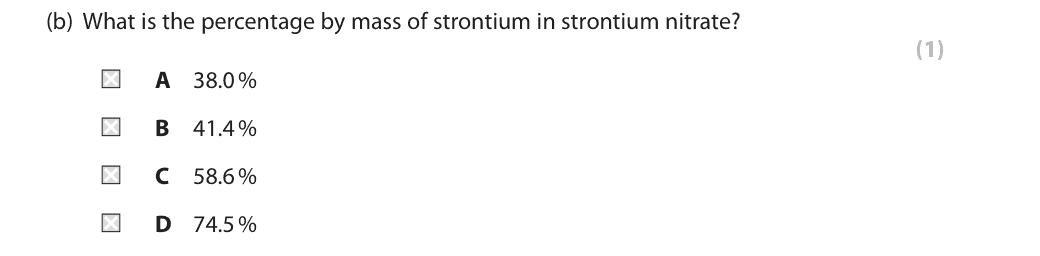 (b) What is the percentage by mass of strontium in strontium nitrate?
(1)
A 38.0%
B 41.4%
C 58.6%
D 74.5%